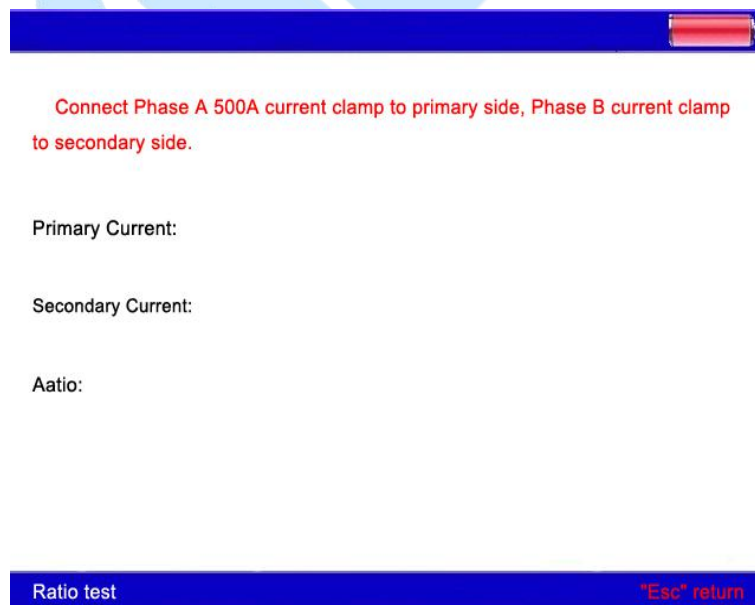 Connect Phase A 500A current clamp to primary side, Phase B current clamp
to secondary side.
Primary Current:
Secondary Current:
Aatio:
Ratio test
"Esc" return